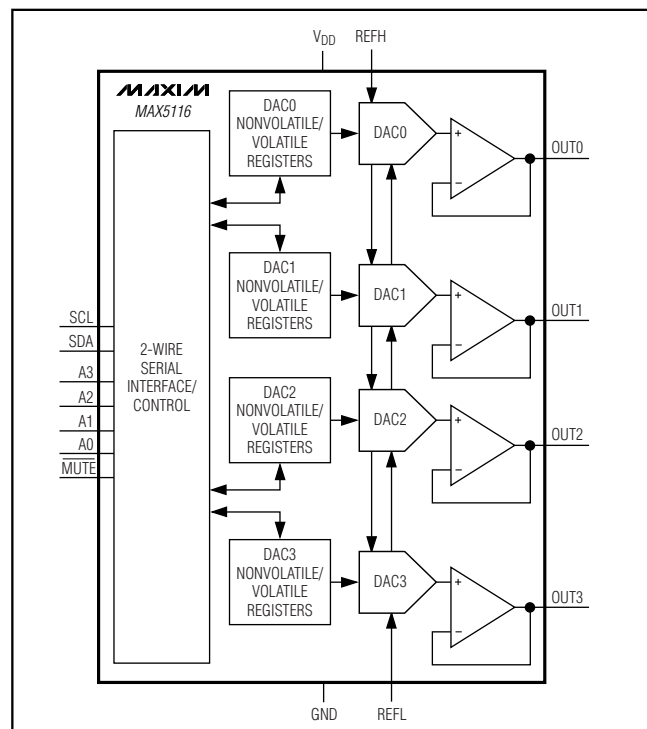 VDD
REFH
MAXIM
MAX5116
DAC0
NONVOLATILE/
VOLATILE
REGISTERS
DAC0
+
−
OUT0
DAC1
NONVOLATILE/
VOLATILE
REGISTERS
DAC1
+
−
OUT1
SCL
SDA
A3
A2
A1
A0
MUTE
2-WIRE
SERIAL
INTERFACE/
CONTROL
DAC2
NONVOLATILE/
VOLATILE
REGISTERS
DAC2
+
−
OUT2
DAC3
NONVOLATILE/
VOLATILE
REGISTERS
DAC3
+
−
OUT3
GND
REFL